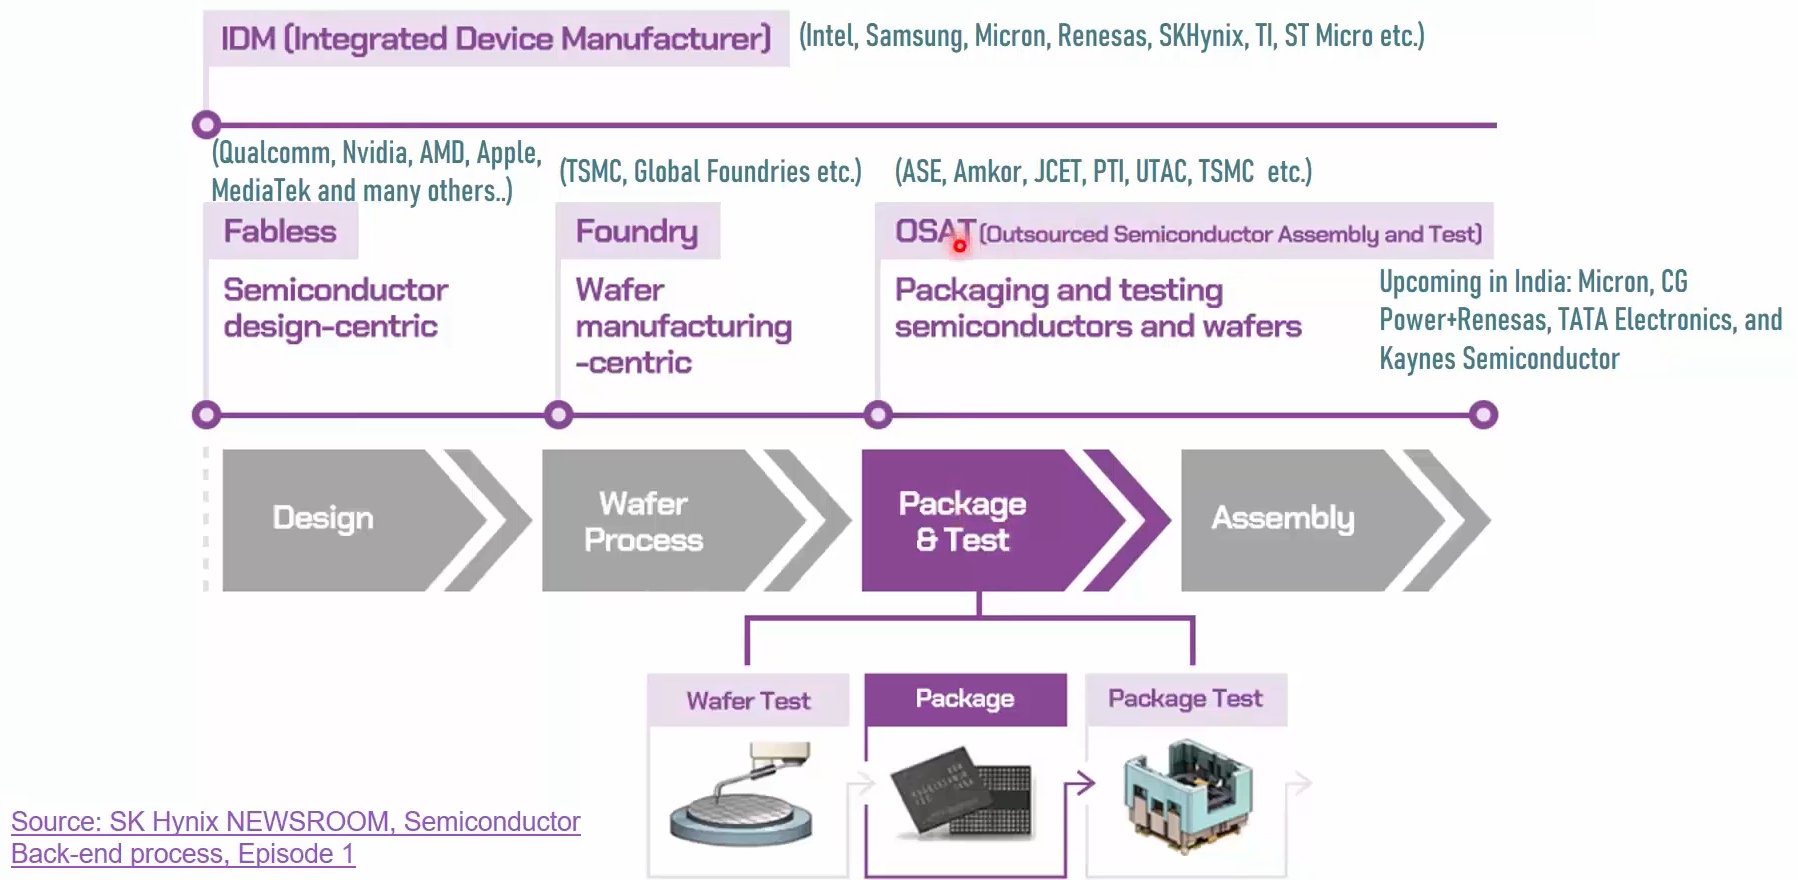 IDM (Integrated Device Manufacturer)
(Intel, Samsung, Micron, Renesas, SKHynix, TI, ST Micro etc.)
(Qualcomm, Nvidia, AMD, Apple,
MediaTek and many others..)
(TSMC, Global Foundries etc.)
(ASE, Amkor, JCET, PTI, UTAC, TSMC etc.)
Fabless
Foundry
OSAT (Outsourced Semiconductor Assembly and Test)
Semiconductor
design-centric
Wafer
manufacturing
-centric
Packaging and testing
semiconductors and wafers
Upcoming in India: Micron, CG
Power+Renesas, TATA Electronics, and
Kaynes Semiconductor
Design
Wafer
Process
Package
& Test
Assembly
Wafer Test
Package
Package Test
Source: SK Hynix NEWSROOM, Semiconductor
Back-end process, Episode 1